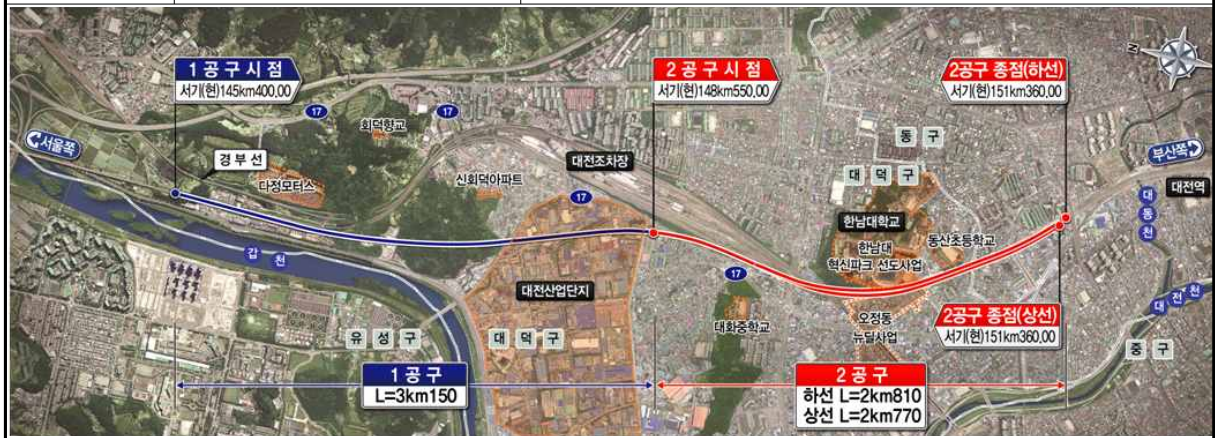 1공구시점
서기(현)145km400.00
2공구시점
서기(현)148km550.00
2공구 종점(하선)
서기(현)151km360.00
N
17
17
회덕향교
동 구
서울쪽
경 부 선
대전조차장
부산쪽
다정모터스
신회덕아파트
17
대 덕 구
대전역
대동천
한남대학교
한남대
혁신파크 선도사업
동산초등학교
갑 천
17
대전산업단지
대화중학교
오정동
뉴딜사업
2공구 종점(상선)
서기(현)151km360.00
대 전 천
유 성 구
대 덕 구
중 구
1 공 구
L=3km150
2 공 구
하선 L=2km810
상선 L=2km770